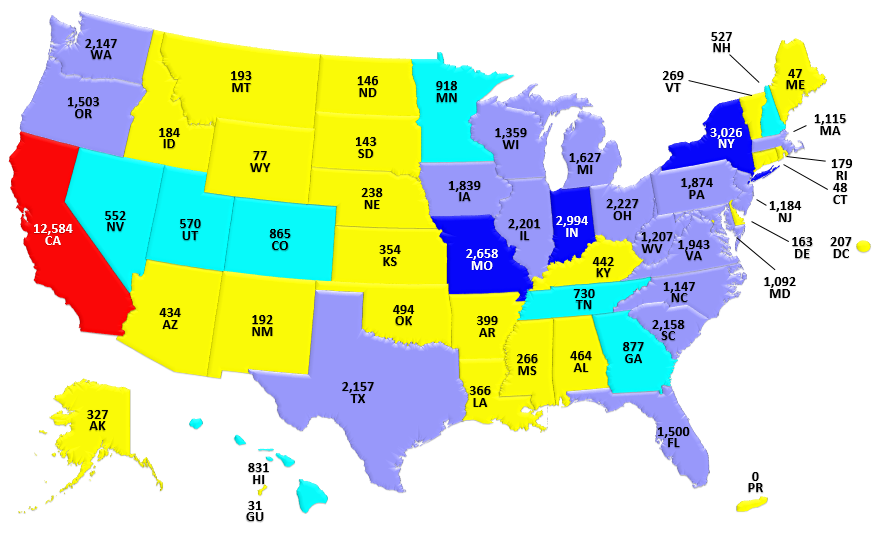 527
NH
2,147
WA
47
ME
269
VT
193
MT
146
ND
918
MN
1,503
OR
1,115
MA
184
ID
3,026
NY
1,359
WI
143
SD
77
WY
1,627
MI
179
RI
48
CT
1,874
PA
1,839
IA
238
NE
2,227
OH
1,184
NJ
552
NV
570
UT
865
CO
12,584
CA
2,201
IL
2,994
IN
1,207
WV
1,943
VA
163
DE
207
DC
354
KS
2,658
MO
442
KY
1,092
MD
1,147
NC
730
TN
434
AZ
192
NM
494
OK
399
AR
2,158
SC
877
GA
266
MS
464
AL
2,157
TX
366
LA
327
AK
1,500
FL
831
HI
31
GU
0
PR